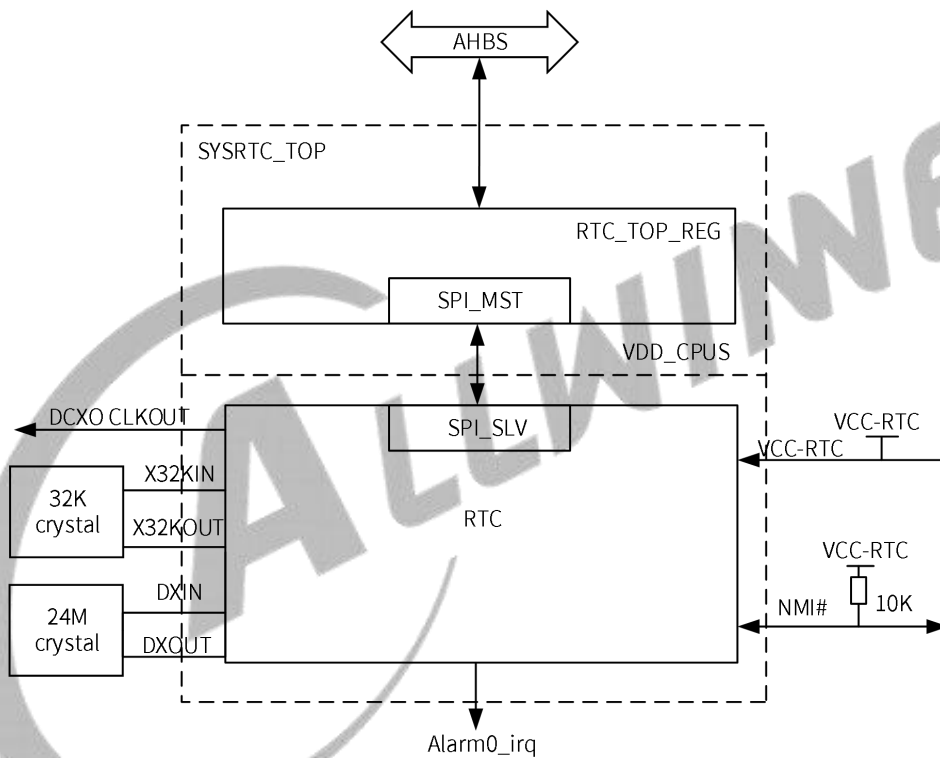 AHBS
SYSRTC_TOP
RTC_TOP_REG
SPI_MST
VDD_CPUS
DCXO CLKOUT
SPI_SLV
VCC-RTC
VCC-RTC
X32KIN
32K
crystal
X32KOUT
RTC
VCC-RTC
DXIN
24M
crystal
DXOUT
NMI#
10K
Alarm0_irq
ALLWINNE